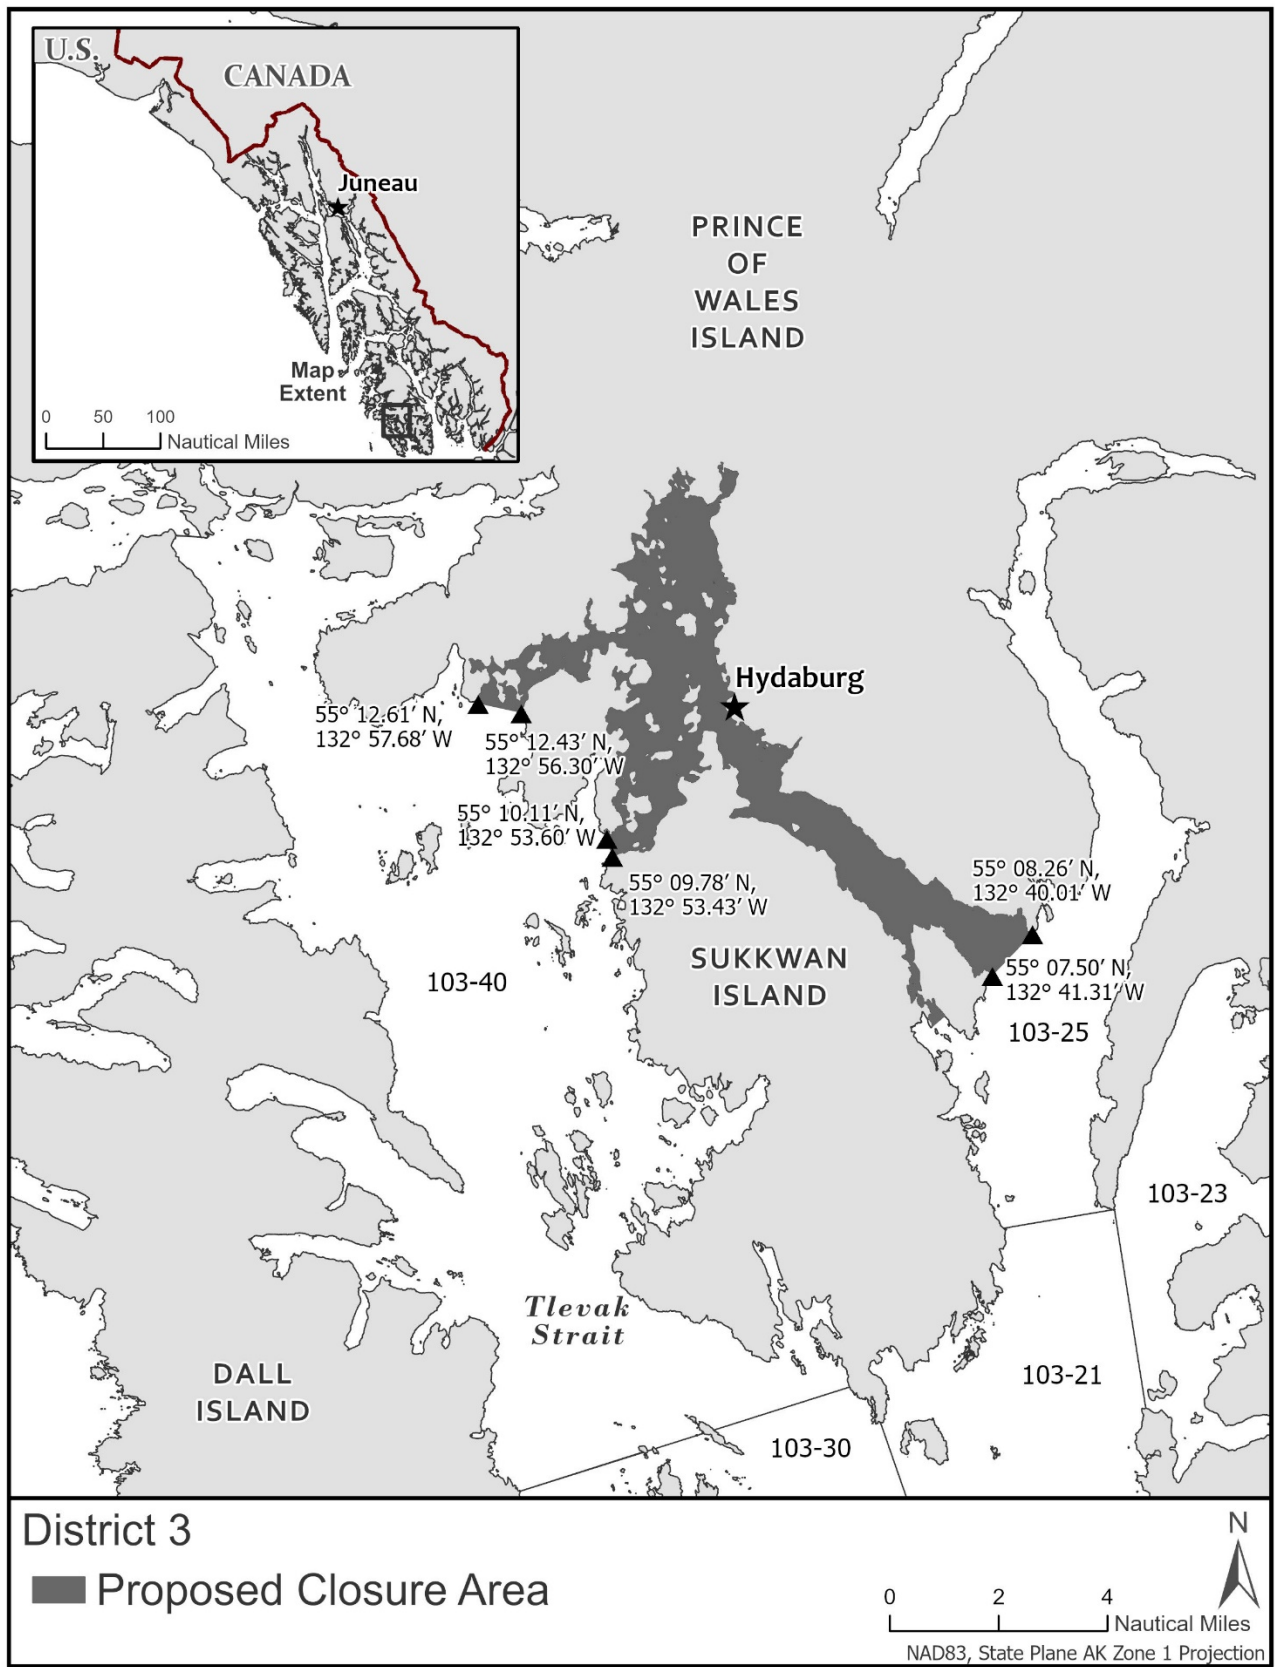 U.S.
CANADA
Juneau
Map
Extent
0 50 100
Nautical Miles
PRINCE
OF
WALES
ISLAND
Hydaburg
55° 12.61′ N,
132° 57.68′ W
55° 12.43′ N,
132° 56.30′ W
55° 10.11′ N,
132° 53.60′ W
55° 09.78′ N,
132° 53.43′ W
55° 08.26′ N,
132° 40.01′ W
55° 07.50′ N,
132° 41.31′ W
SUKKWAN
ISLAND
103-40
103-25
103-23
Tlevak
Strait
DALL
ISLAND
103-21
103-30
District 3
Proposed Closure Area
N
0 2 4
Nautical Miles
NAD83, State Plane AK Zone 1 Projection